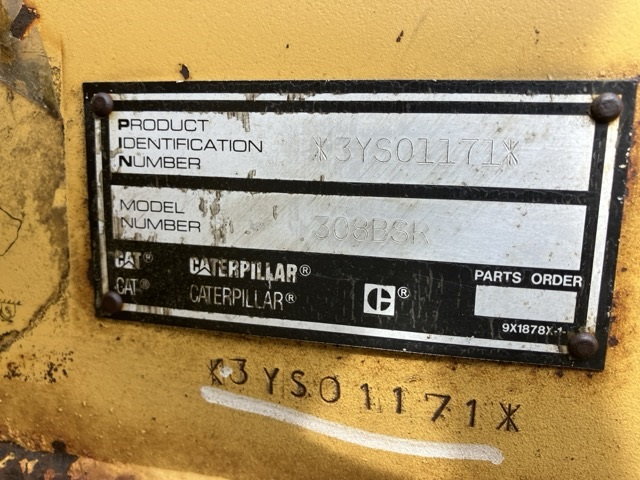 PRODUCT
IDENTIFICATION
NUMBER
*3YS01171*
MODEL
NUMBER
308BSR
CAT® CATERPILLAR®
CAT® CATERPILLAR®
C®
PARTS ORDER
9X1878X-1-
*3YS01171*